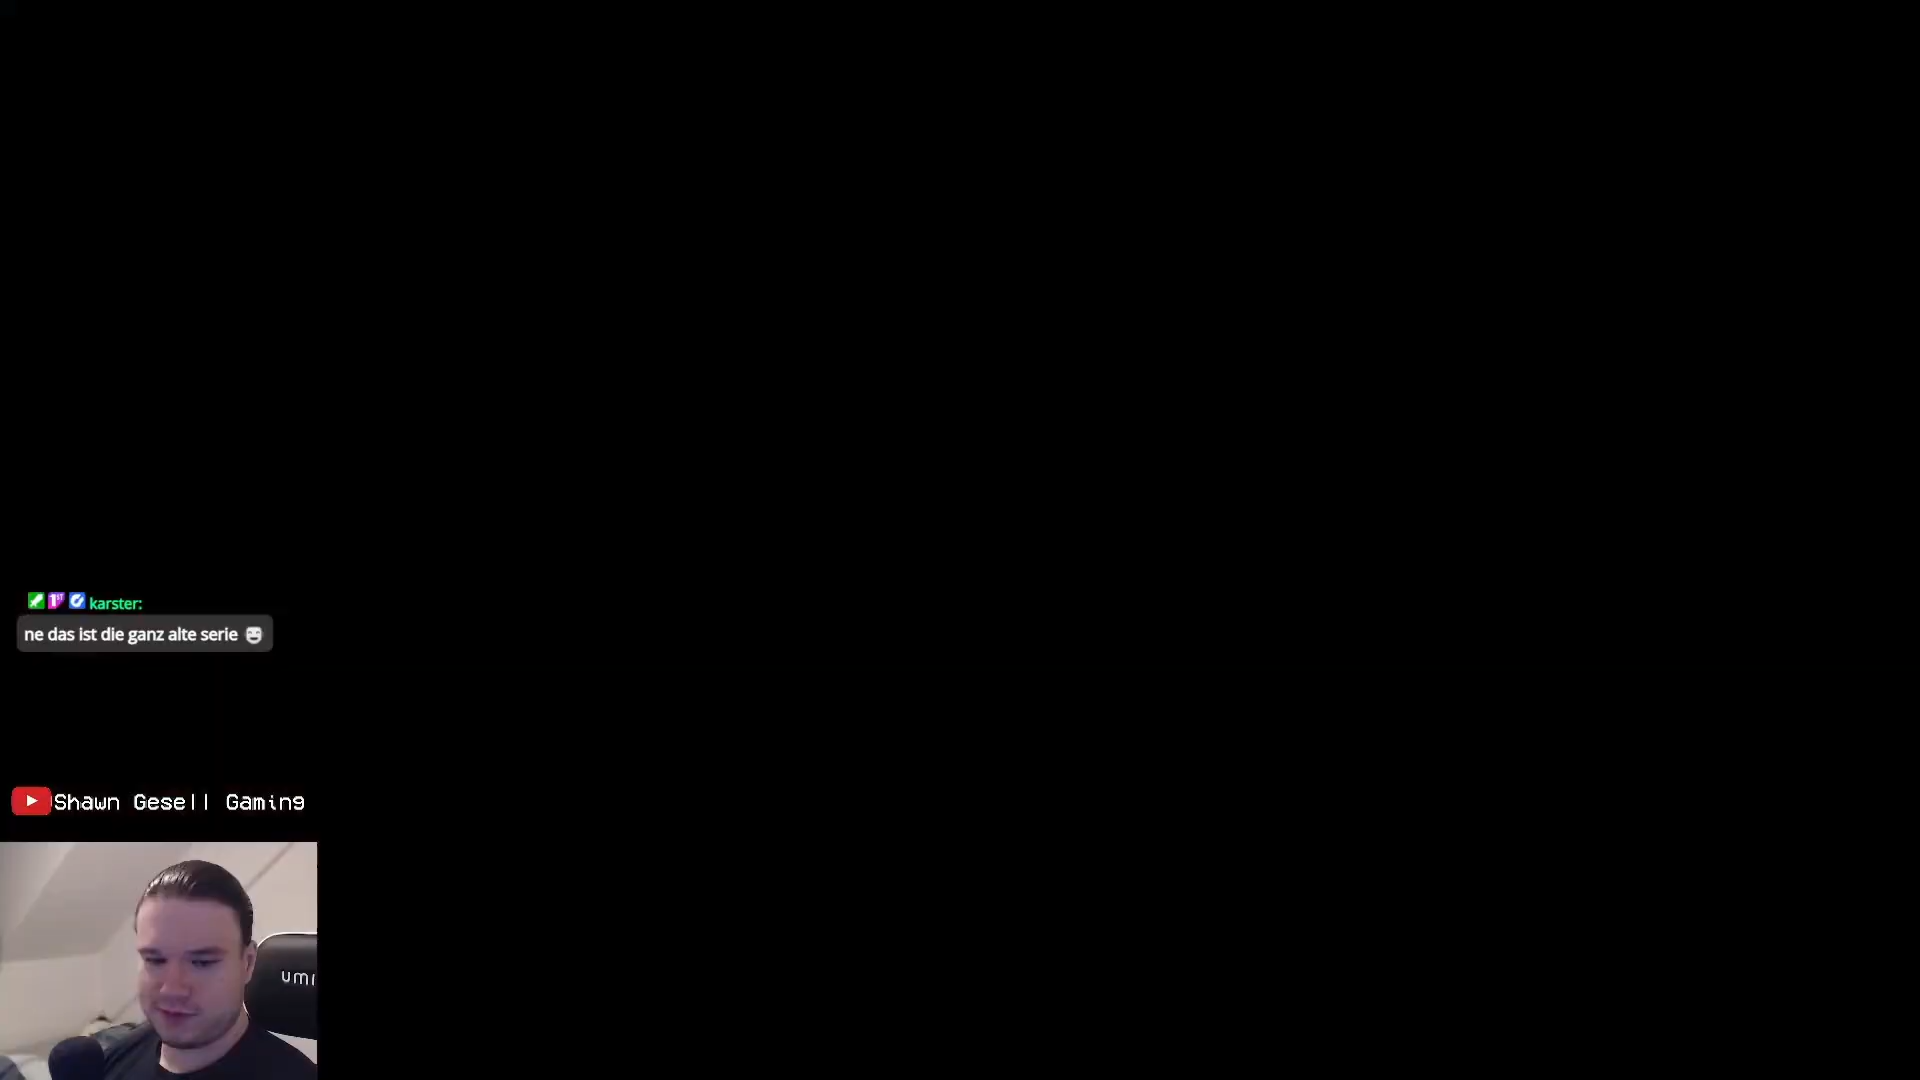 karster:
ne das ist die ganz alte serie
Shawn Gesell Gaming